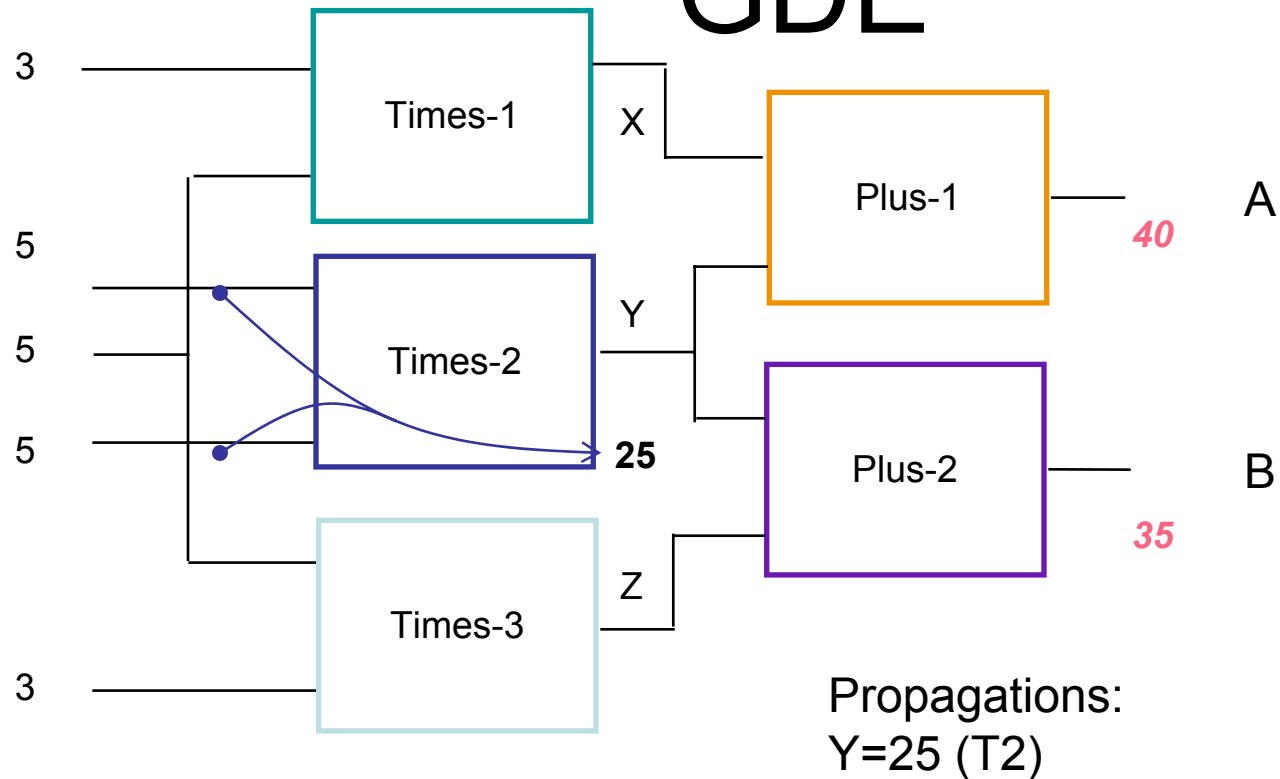 GDE
3
Times-1
X
Plus-1
A
40
5
Y
5
Times-2
5
25
Plus-2
B
35
Z
Times-3
3
Propagations:
Y=25 (T2)